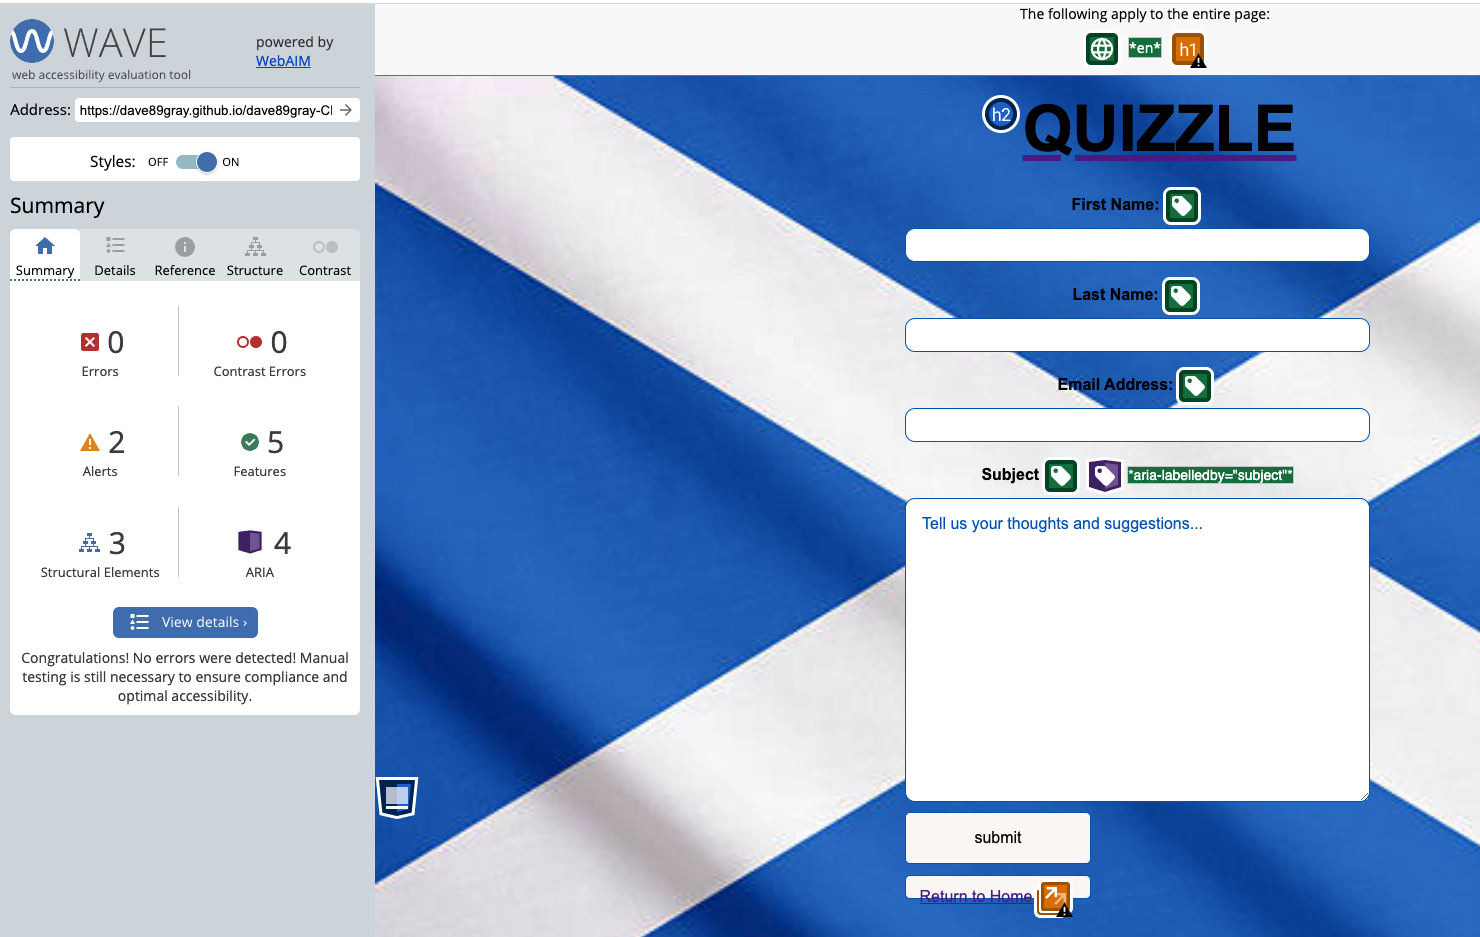 WAVE
web accessibility evaluation tool
powered by
WebAIM
Address: https://dave89gray.github.io/dave89gray-CI
Styles: OFF ON
Summary
Summary Details Reference Structure Contrast
0 Errors
0 Contrast Errors
2 Alerts
5 Features
3 Structural Elements
4 ARIA
View details ›
Congratulations! No errors were detected! Manual
testing is still necessary to ensure compliance and
optimal accessibility.
The following apply to the entire page:
*en* h1
h2 QUIZZLE
First Name:
Last Name:
Email Address:
Subject *aria-labelledby="subject"*
Tell us your thoughts and suggestions...
submit
Return to Home